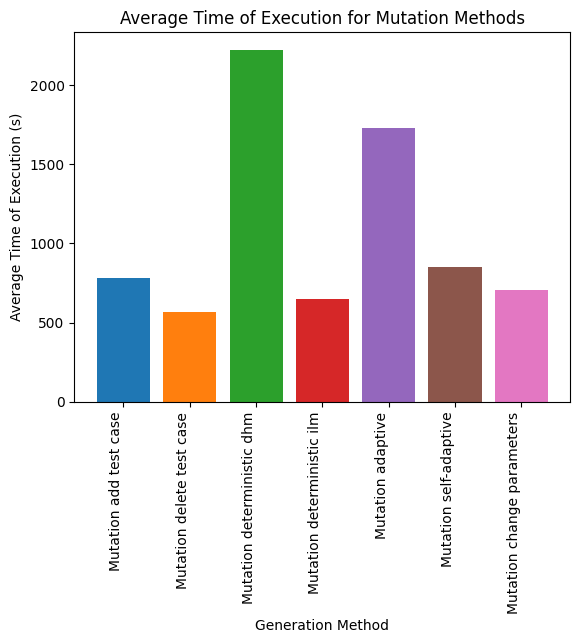 Average Time of Execution for Mutation Methods
Average Time of Execution (s)
2000
1500
1000
500
0
Mutation add test case
Mutation delete test case
Mutation deterministic dhm
Mutation deterministic ilm
Mutation adaptive
Mutation self-adaptive
Mutation change parameters
Generation Method